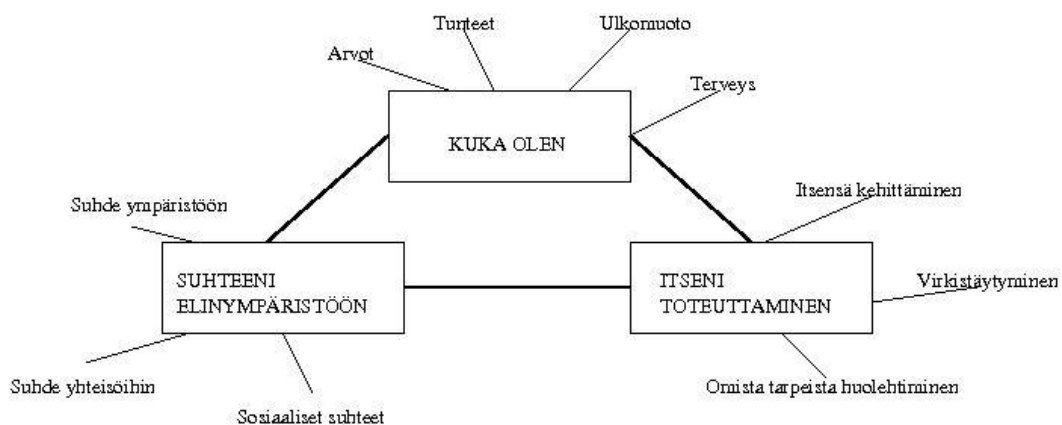 Tunteet
Ulkomuoto
Arvot
Terveys
KUKA OLEN
Itsensä kehittäminen
Suhde ympäristöön
SUHTEENI
ELINYMPÄRISTÖÖN
ITSENI
TOTEUTTAMINEN
Virkistäytyminen
Suhde yhteisöihin
Omista tarpeista huolehtiminen
Sosiaaliset suhteet